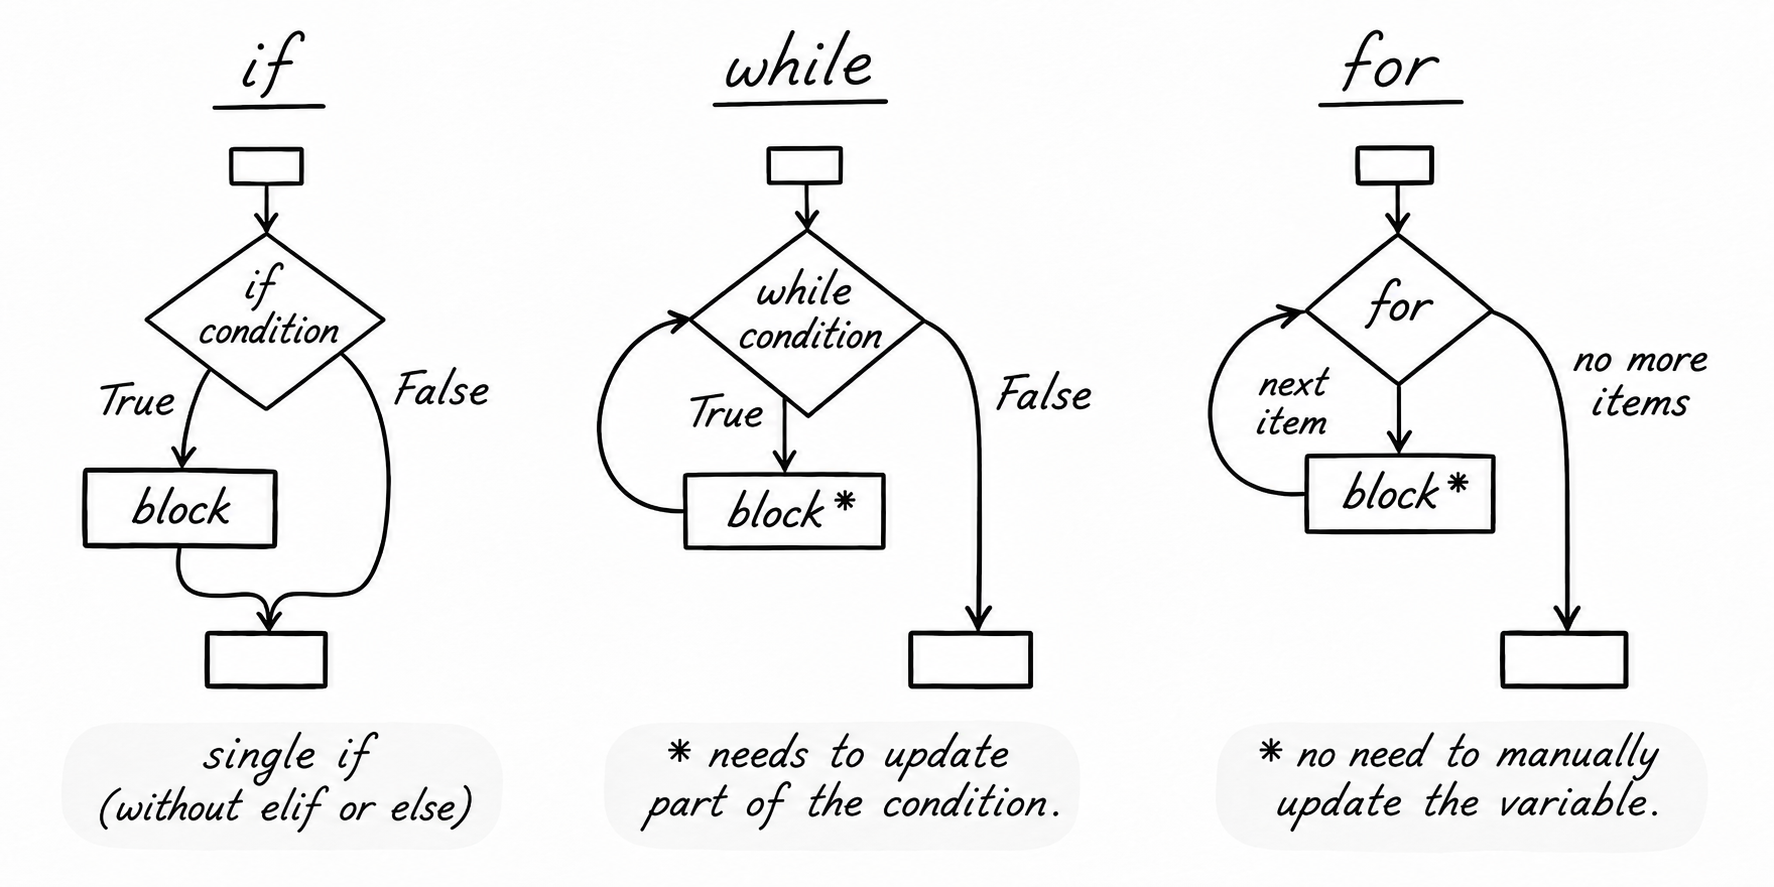 if
if
condition
True
False
block
single if
(without elif or else)
while
while
condition
True
False
block*
* needs to update
part of the condition.
for
for
next
item
no more
items
block*
* no need to manually
update the variable.